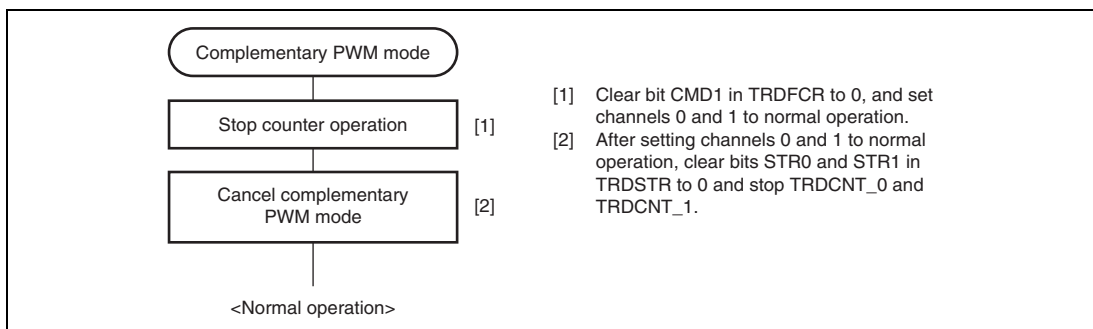 Complementary PWM mode
Stop counter operation
[1]
Cancel complementary
PWM mode
[2]
<Normal operation>
[1] Clear bit CMD1 in TRDFCR to 0, and set
channels 0 and 1 to normal operation.
[2] After setting channels 0 and 1 to normal
operation, clear bits STR0 and STR1 in
TRDSTR to 0 and stop TRDCNT_0 and
TRDCNT_1.